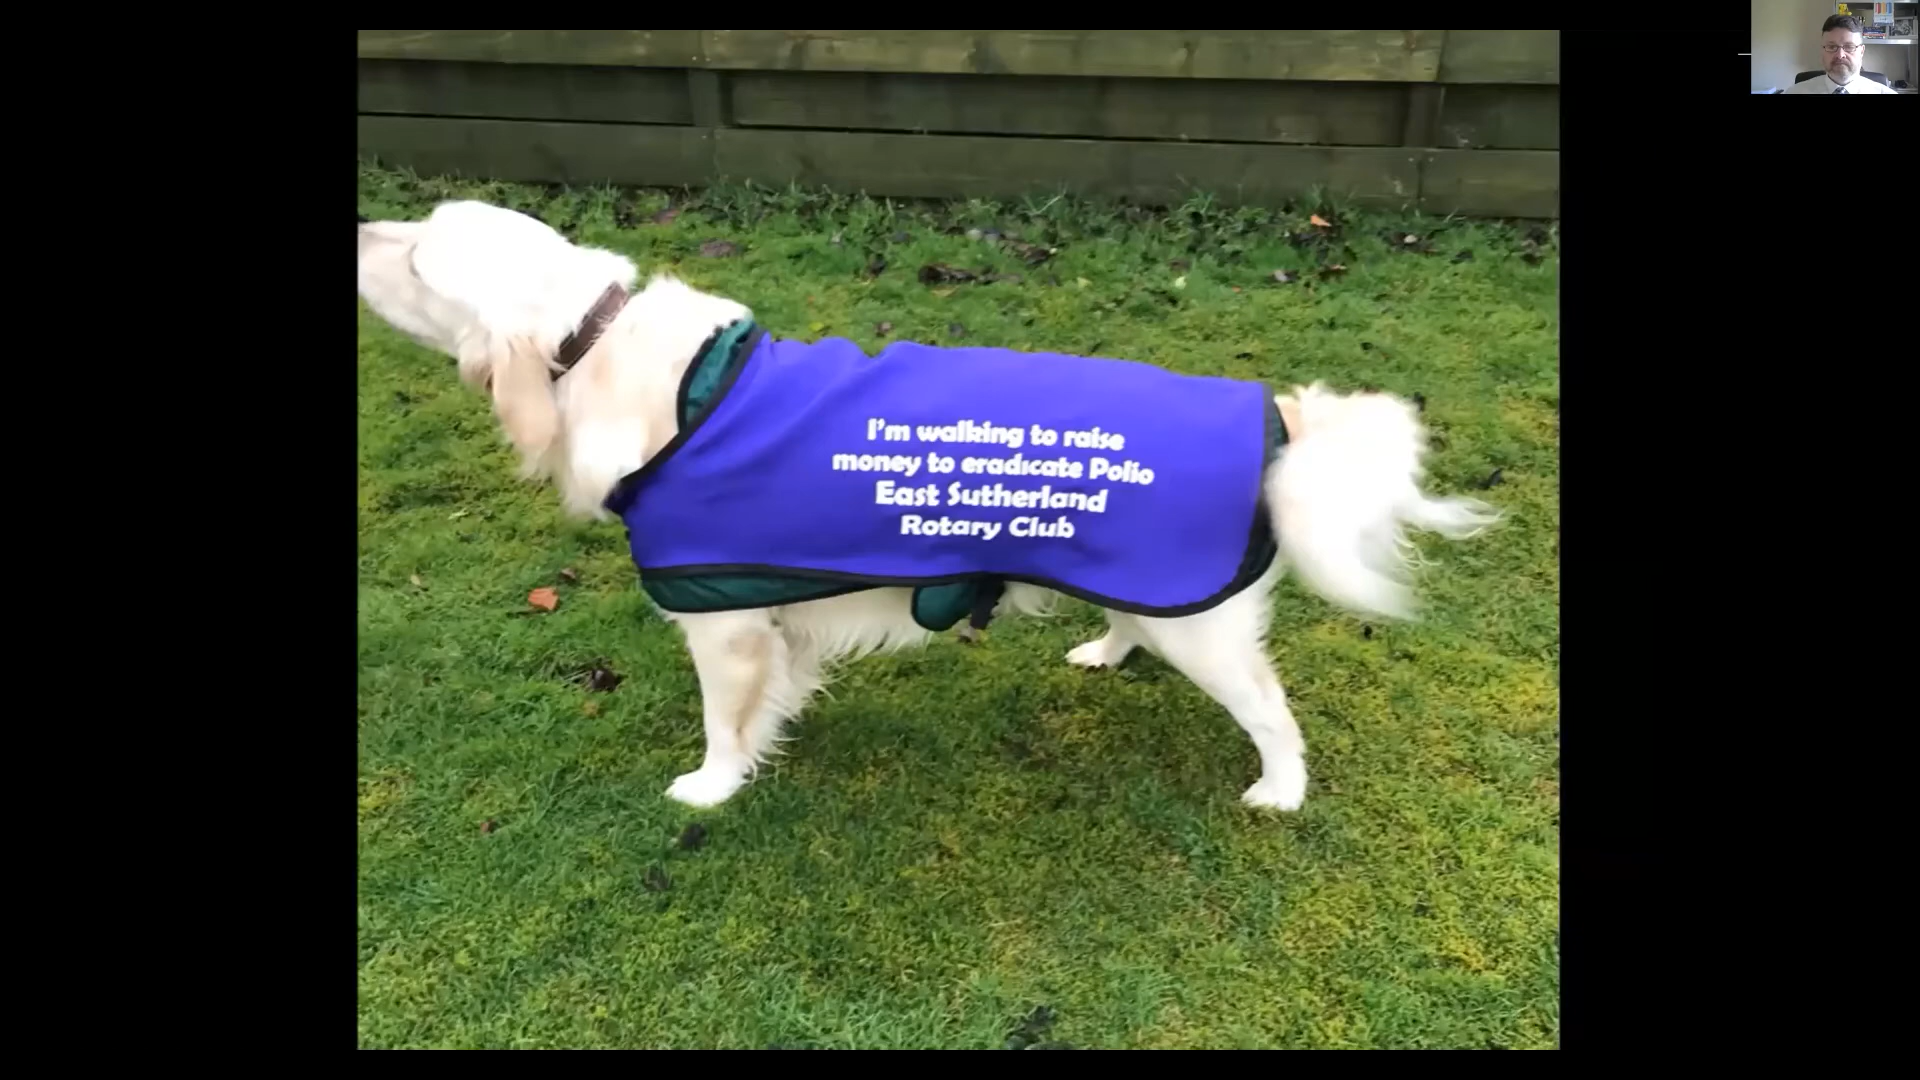 I'm walking to raise
money to eradicate Polio
East Sutherland
Rotary Club